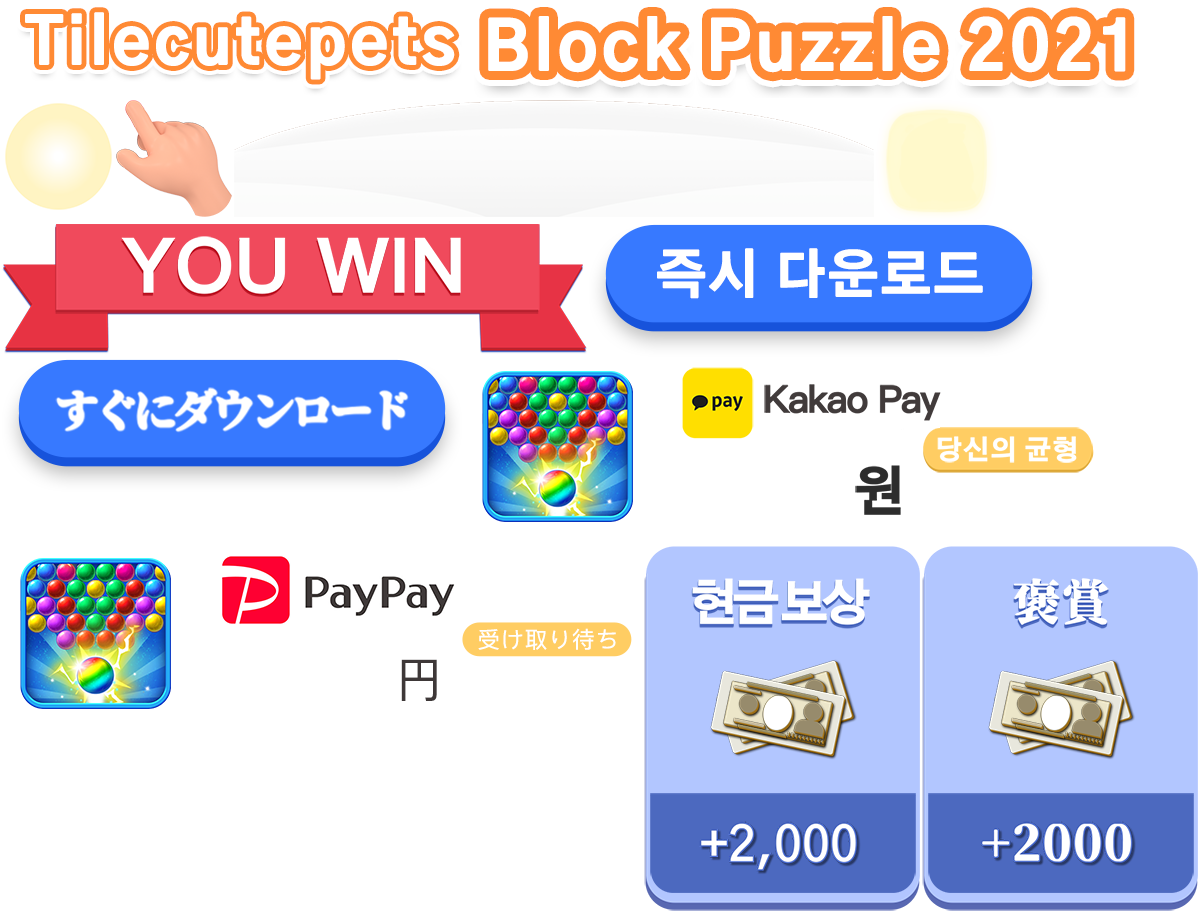 Tilecutepets Block Puzzle 2021
YOU WIN
즉시 다운로드
すぐにダウンロード
pay Kakao Pay
당신의 균형
원
PayPay
受け取り待ち
円
현금 보상
褒賞
+2,000
+2000